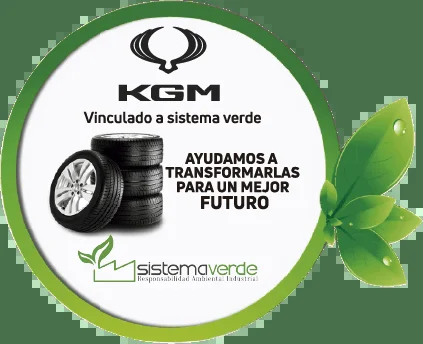 KGM
Vinculado a sistema verde
AYUDAMOS A
TRANSFORMARLAS
PARA UN MEJOR
FUTURO
sistemaverde
Responsabilidad Ambiental Industrial